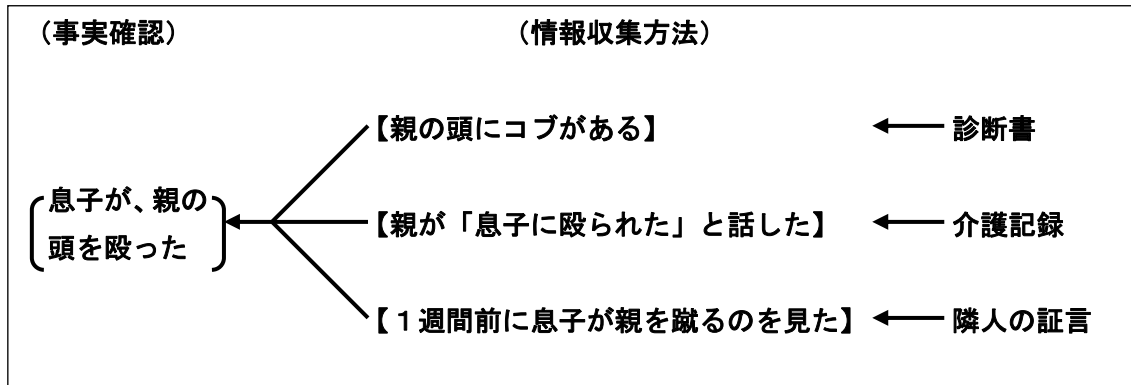 （事実確認）
（情報収集方法）
【親の頭にコブがある】
診断書
息子が、親の
頭を殴った
【親が「息子に殴られた」と話した】
介護記録
【１週間前に息子が親を蹴るのを見た】
隣人の証言